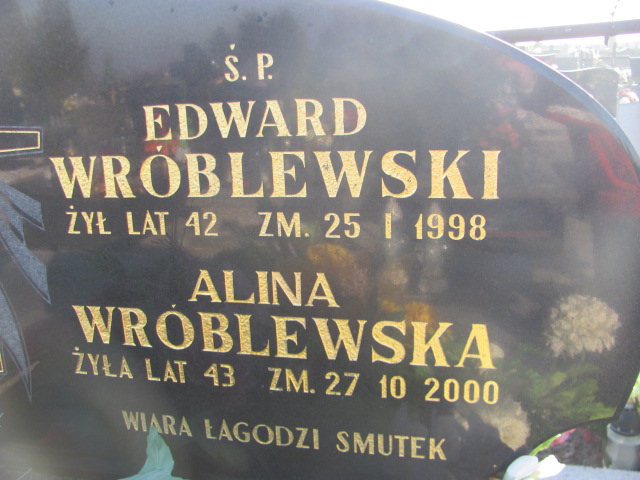 Ś. P.
EDWARD
WRÓBLEWSKI
ŻYŁ LAT 42 ZM. 25 I 1998
ALINA
WRÓBLEWSKA
ŻYŁA LAT 43 ZM. 27 10 2000
WIARA ŁAGODZI SMUTEK